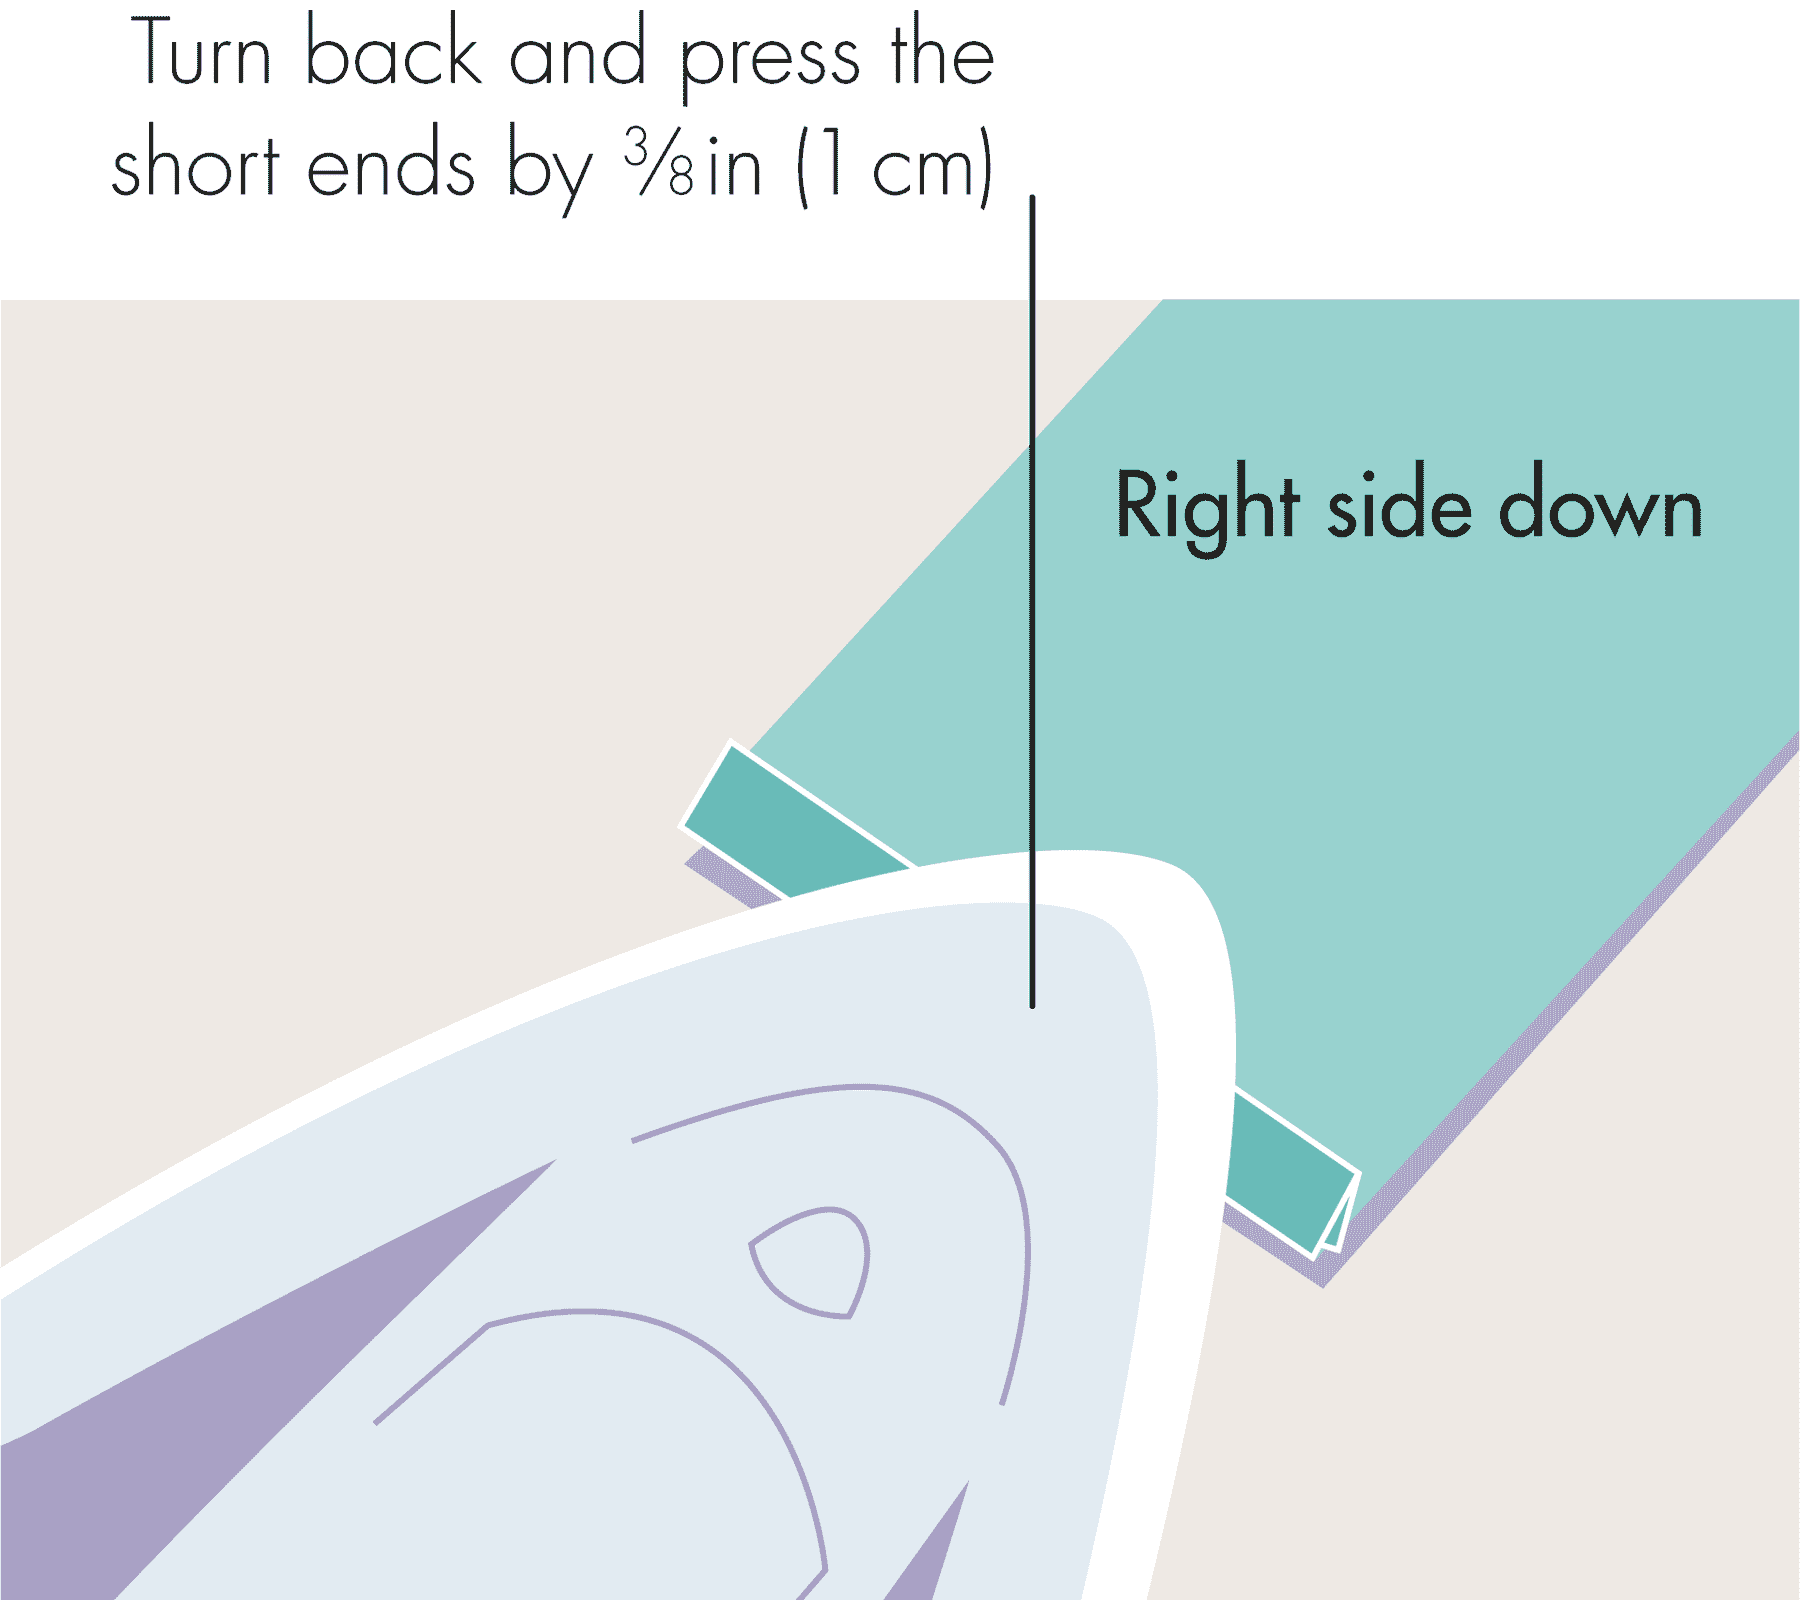 Turn back and press the
short ends by ⅜ in (1 cm)
Right side down